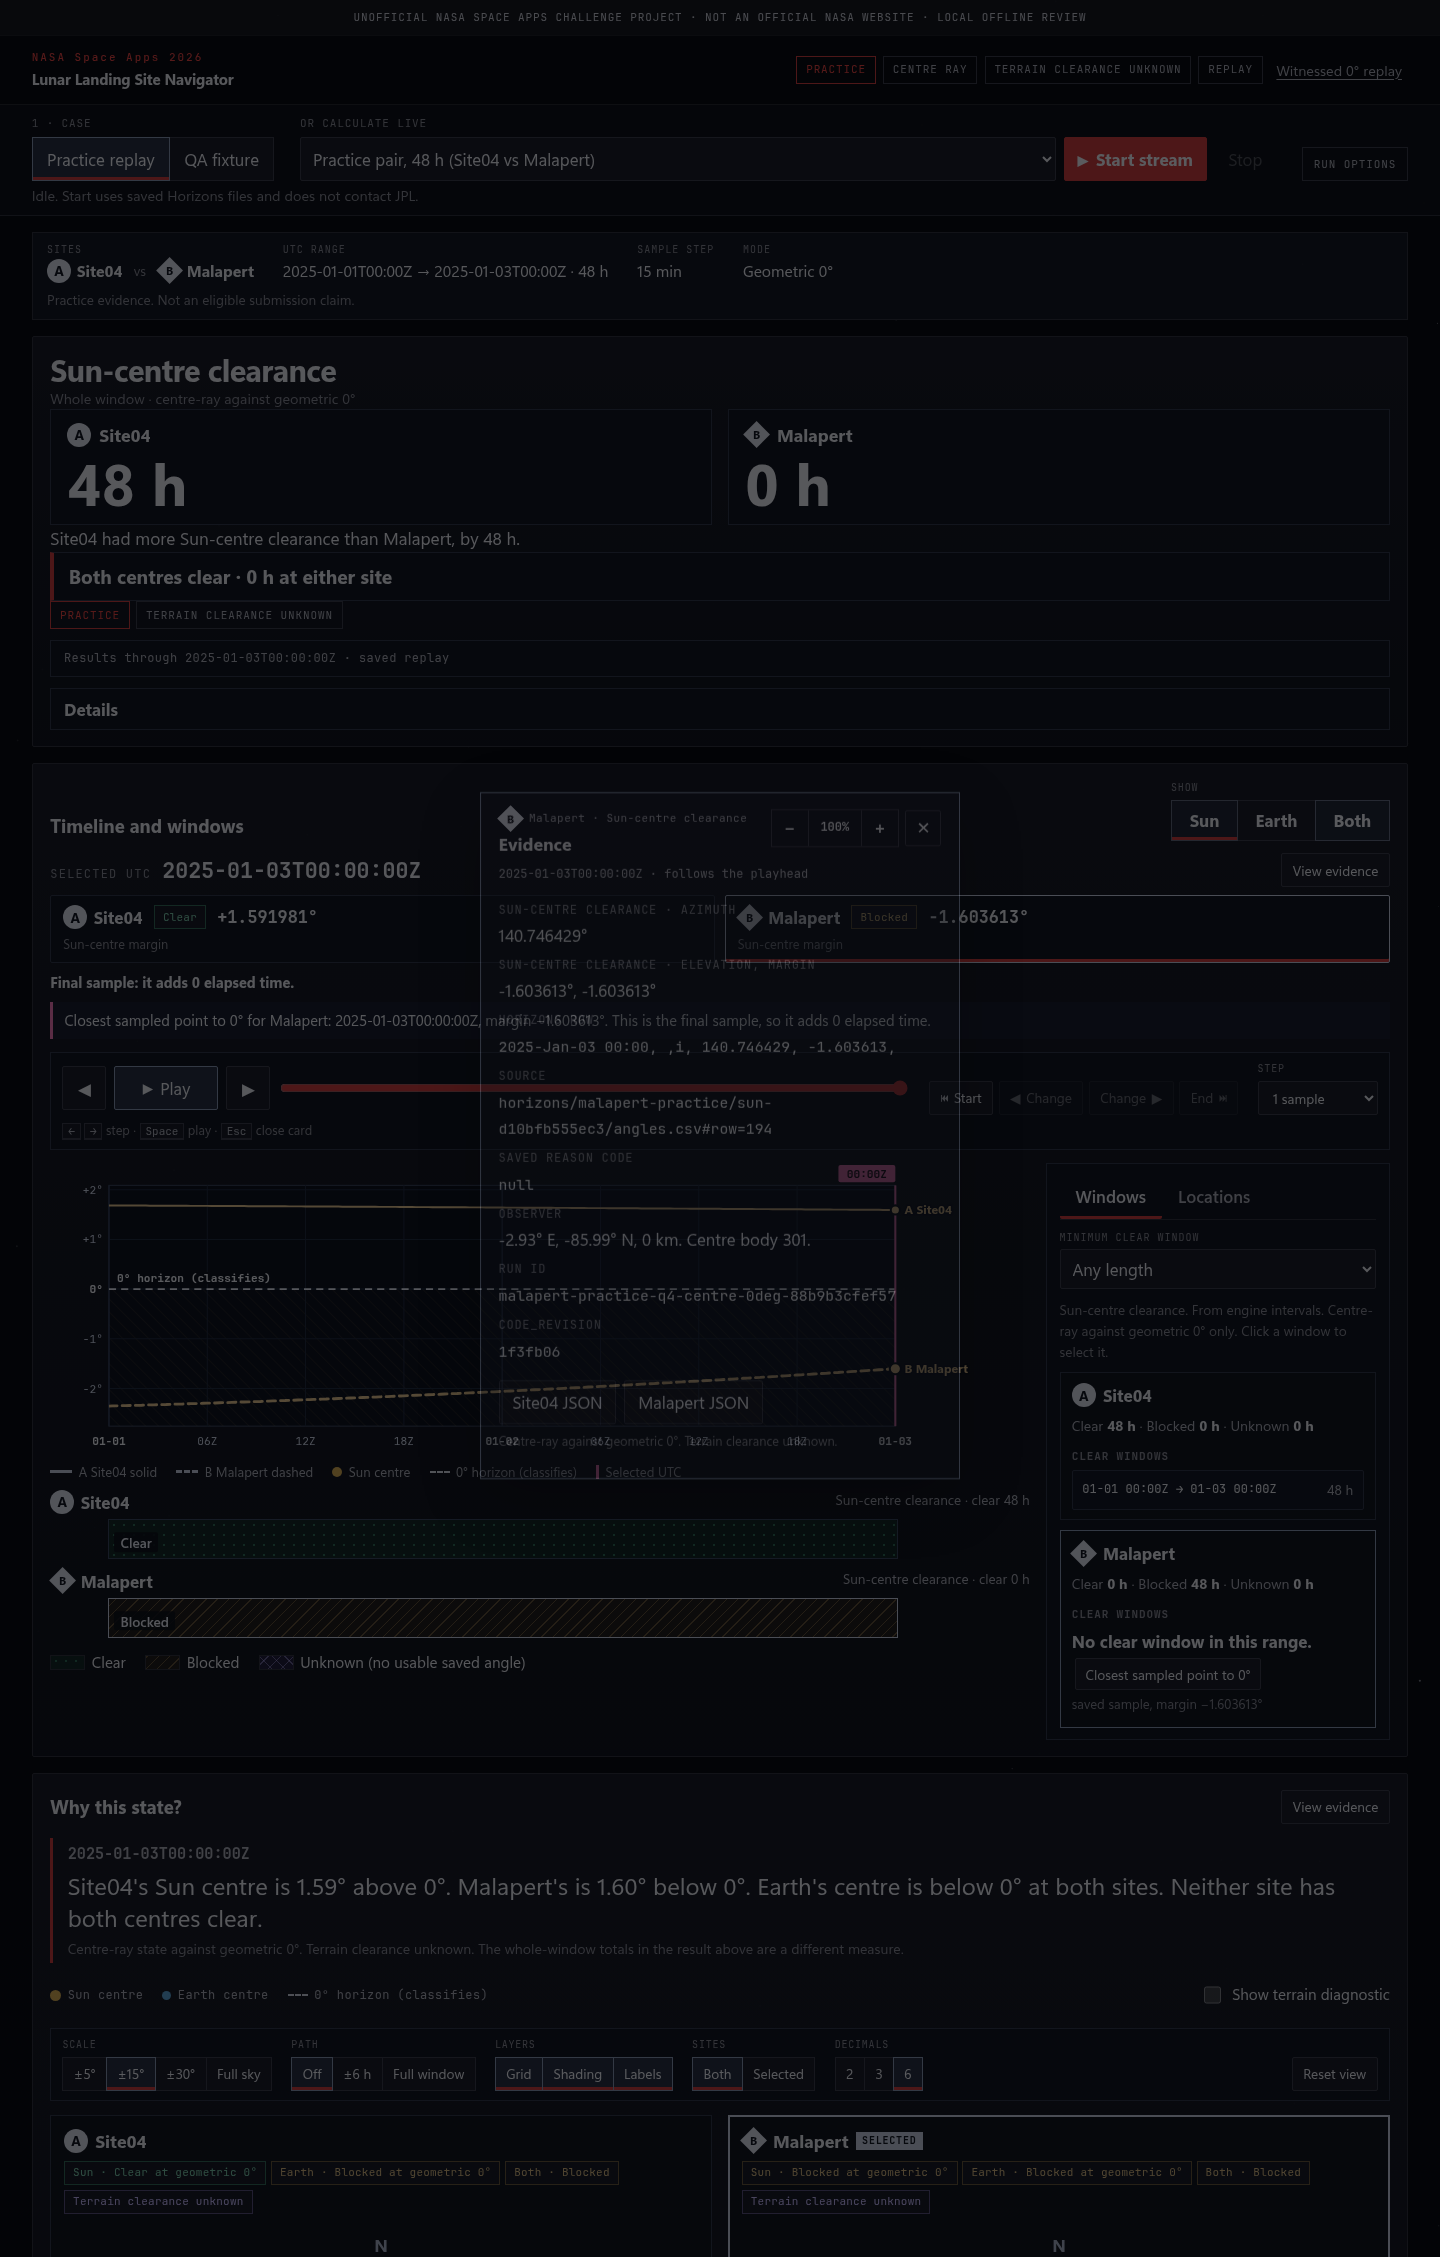 UNOFFICIAL NASA SPACE APPS CHALLENGE PROJECT · NOT AN OFFICIAL NASA WEBSITE · LOCAL OFFLINE REVIEW
NASA Space Apps 2026
Lunar Landing Site Navigator
PRACTICE CENTRE RAY TERRAIN CLEARANCE UNKNOWN REPLAY Witnessed 0° replay
1 · CASE
OR CALCULATE LIVE
Practice replay QA fixture
Practice pair, 48 h (Site04 vs Malapert)
▶ Start stream
Stop
RUN OPTIONS
Idle. Start uses saved Horizons files and does not contact JPL.
SITES
A Site04 vs B Malapert
UTC RANGE
2025-01-01T00:00Z → 2025-01-03T00:00Z · 48 h
SAMPLE STEP
15 min
MODE
Geometric 0°
Practice evidence. Not an eligible submission claim.
Sun-centre clearance
Whole window · centre-ray against geometric 0°
A Site04
48 h
B Malapert
0 h
Site04 had more Sun-centre clearance than Malapert, by 48 h.
Both centres clear · 0 h at either site
PRACTICE TERRAIN CLEARANCE UNKNOWN
Results through 2025-01-03T00:00:00Z · saved replay
Details
Timeline and windows
SHOW
Sun Earth Both
SELECTED UTC 2025-01-03T00:00:00Z
View evidence
A Site04 Clear +1.591981°
Sun-centre margin
B Malapert Blocked -1.603613°
Sun-centre margin
Final sample: it adds 0 elapsed time.
Closest sampled point to 0° for Malapert: 2025-01-03T00:00:00Z, margin −1.603613°. This is the final sample, so it adds 0 elapsed time.
◀ ▶ Play ▶
⏮ Start ◀ Change Change ▶ End ⏭
STEP
1 sample
← → step · Space play · Esc close card
B Malapert · Sun-centre clearance
Evidence
− 100% + ✕
2025-01-03T00:00:00Z · follows the playhead
SUN-CENTRE CLEARANCE · AZIMUTH
140.746429°
SUN-CENTRE CLEARANCE · ELEVATION, MARGIN
-1.603613°, -1.603613°
HORIZONS ROW
2025-Jan-03 00:00, ,i, 140.746429, -1.603613,
SOURCE
horizons/malapert-practice/sun-
d10bfb555ec3/angles.csv#row=194
SAVED REASON CODE
null
OBSERVER
-2.93° E, -85.99° N, 0 km. Centre body 301.
RUN ID
malapert-practice-q4-centre-0deg-88b9b3cfef57
CODE_REVISION
1f3fb06
Site04 JSON Malapert JSON
Centre-ray against geometric 0°. Terrain clearance unknown.
00:00Z
+2°
+1°
0°
-1°
-2°
0° horizon (classifies)
A Site04
B Malapert
01-01 06Z 12Z 18Z 01-02 06Z 12Z 18Z 01-03
A Site04 solid B Malapert dashed Sun centre 0° horizon (classifies) Selected UTC
A Site04
Sun-centre clearance · clear 48 h
Clear
B Malapert
Sun-centre clearance · clear 0 h
Blocked
Clear Blocked Unknown (no usable saved angle)
Windows Locations
MINIMUM CLEAR WINDOW
Any length
Sun-centre clearance. From engine intervals. Centre-
ray against geometric 0° only. Click a window to
select it.
A Site04
Clear 48 h · Blocked 0 h · Unknown 0 h
CLEAR WINDOWS
01-01 00:00Z → 01-03 00:00Z 48 h
B Malapert
Clear 0 h · Blocked 48 h · Unknown 0 h
CLEAR WINDOWS
No clear window in this range.
Closest sampled point to 0°
saved sample, margin −1.603613°
Why this state?
View evidence
2025-01-03T00:00:00Z
Site04's Sun centre is 1.59° above 0°. Malapert's is 1.60° below 0°. Earth's centre is below 0° at both sites. Neither site has
both centres clear.
Centre-ray state against geometric 0°. Terrain clearance unknown. The whole-window totals in the result above are a different measure.
Sun centre Earth centre 0° horizon (classifies)
Show terrain diagnostic
SCALE
±5° ±15° ±30° Full sky
PATH
Off ±6 h Full window
LAYERS
Grid Shading Labels
SITES
Both Selected
DECIMALS
2 3 6
Reset view
A Site04
Sun · Clear at geometric 0° Earth · Blocked at geometric 0° Both · Blocked
Terrain clearance unknown
N
B Malapert SELECTED
Sun · Blocked at geometric 0° Earth · Blocked at geometric 0° Both · Blocked
Terrain clearance unknown
N